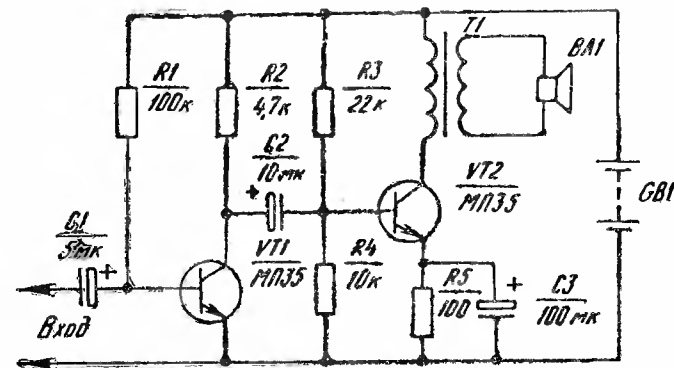 T1
BA1
R1
100к
R2
4,7к
R3
22к
C2
10мк
VT2
МП35
GB1
C1
5мк
VT1
МП35
R4
10к
R5
100
C3
100мк
Вход